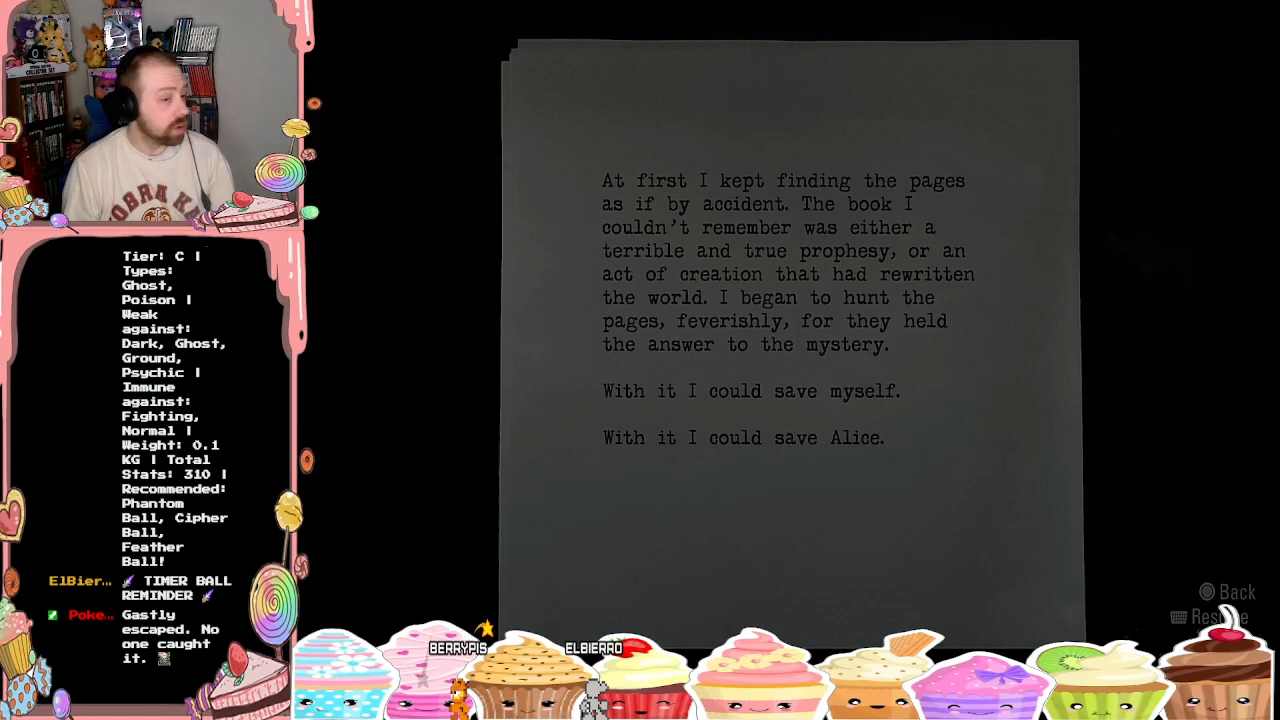 Tier: C |
Types:
Ghost,
Poison |
Weak
against:
Dark, Ghost,
Ground,
Psychic |
Immune
against:
Fighting,
Normal |
Weight: 0.1
KG | Total
Stats: 310 |
Recommended:
Phantom
Ball, Cipher
Ball,
Feather
Ball!
ElBier… TIMER BALL
REMINDER
Poke… Gastly
escaped. No
one caught
it.
At first I kept finding the pages
as if by accident. The book I
couldn't remember was either a
terrible and true prophesy, or an
act of creation that had rewritten
the world. I began to hunt the
pages, feverishly, for they held
the answer to the mystery.
With it I could save myself.
With it I could save Alice.
Back
BERRYPIS
ELBIERRO